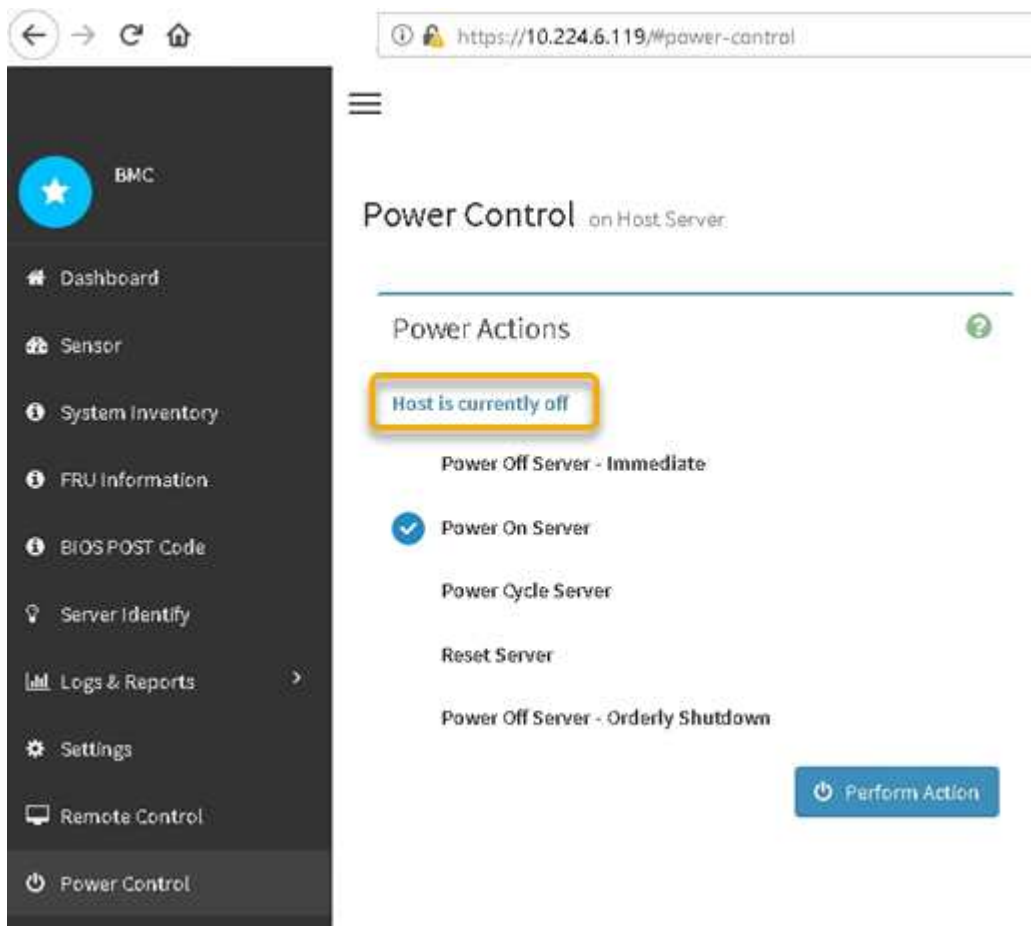 https://10.224.6.119/#power-control
BMC
Power Control on Host Server
Dashboard
Power Actions
Sensor
Host is currently off
System Inventory
Power Off Server - Immediate
FRU Information
Power On Server
BIOS POST Code
Power Cycle Server
Server Identify
Reset Server
Logs & Reports
Power Off Server - Orderly Shutdown
Settings
Perform Action
Remote Control
Power Control